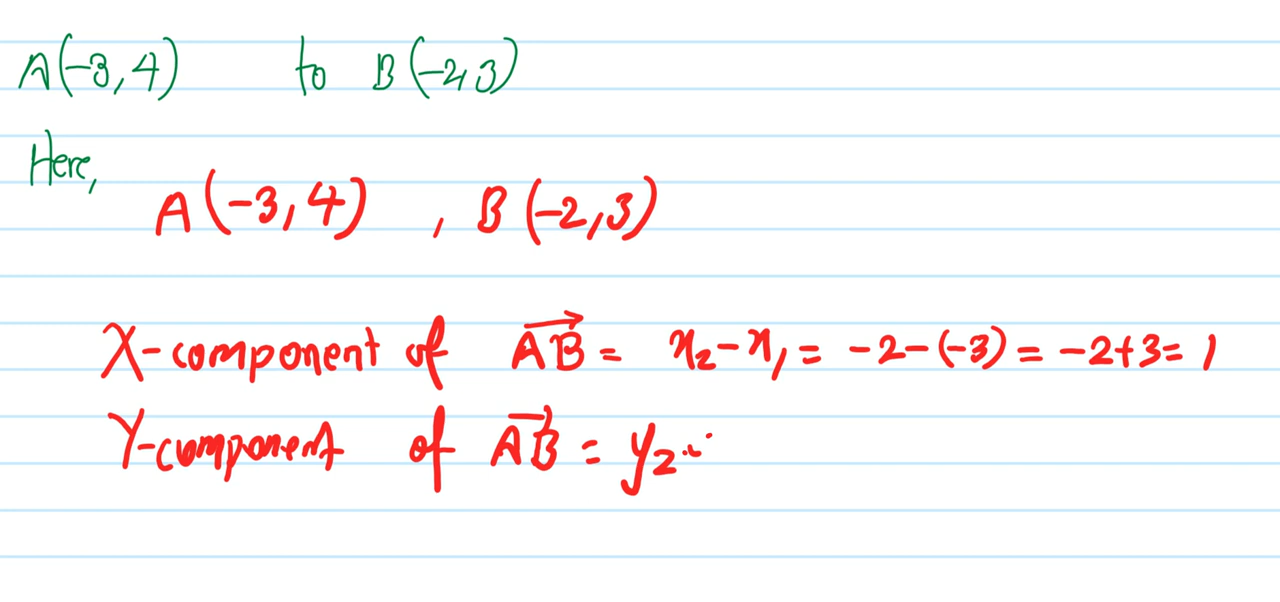 A(-3,4) to B(-2,3)
Here,
A(-3,4) , B(-2,3)
X-component of AB = x₂-x₁ = -2-(-3) = -2+3=1
Y-component of AB = y₂